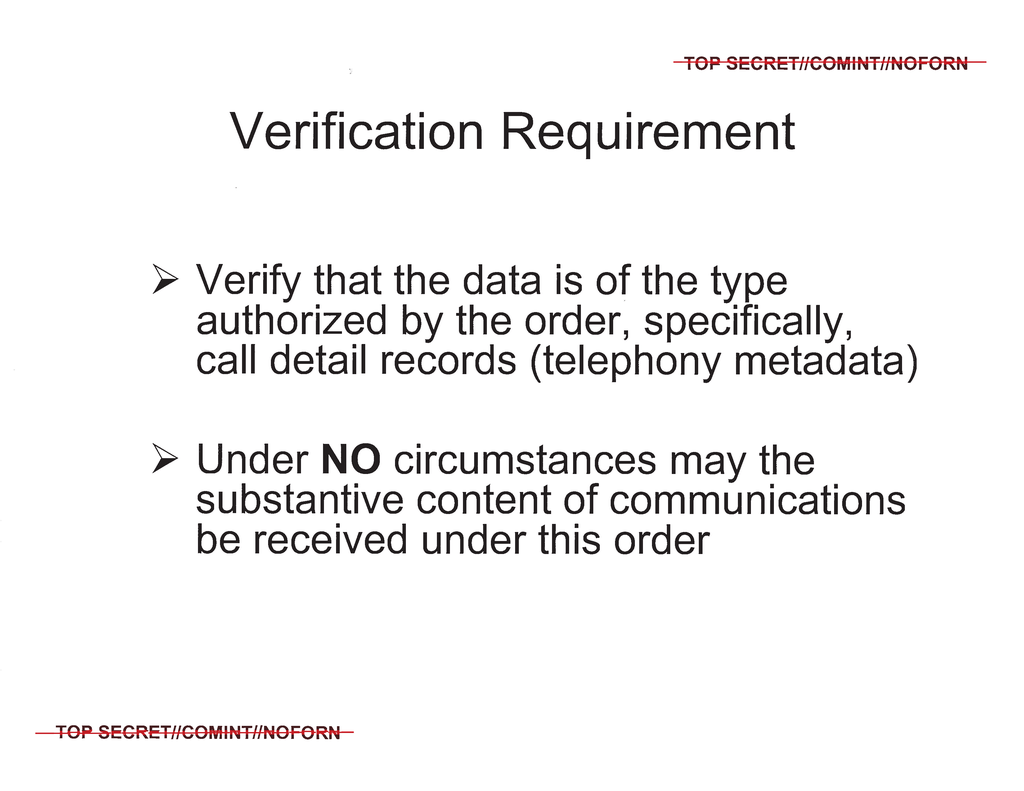 TOP SECRET//COMINT//NOFORN
Verification Requirement
➢ Verify that the data is of the type
authorized by the order, specifically,
call detail records (telephony metadata)
➢ Under NO circumstances may the
substantive content of communications
be received under this order
TOP SECRET//COMINT//NOFORN